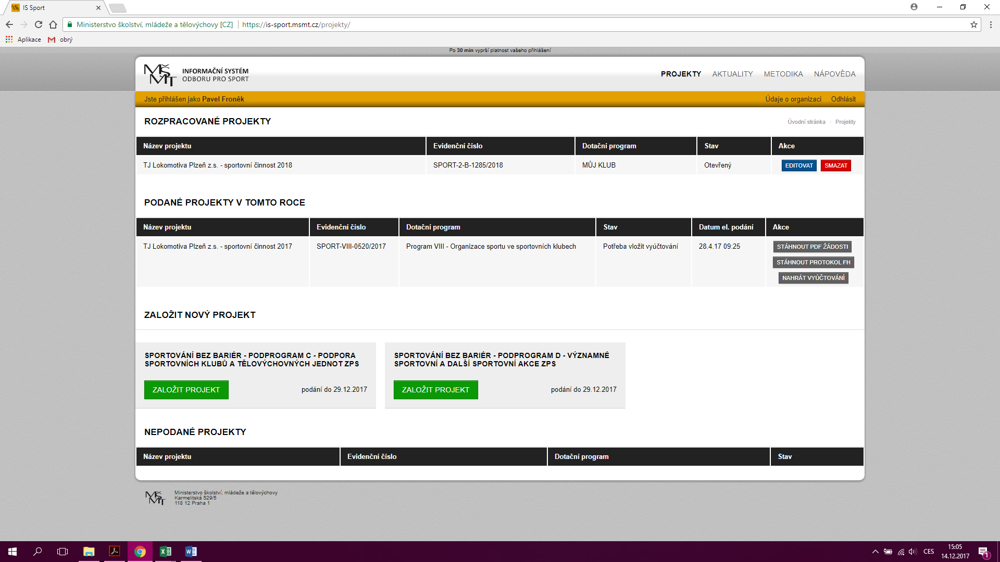 IS Sport
Ministerstvo školství, mládeže a tělovýchovy [CZ] https://is-sport.msmt.cz/projekty/
Aplikace obrý
Po 30 min vyprší platnost vašeho přihlášení
MŠMT INFORMAČNÍ SYSTÉM
ODBORU PRO SPORT
PROJEKTY AKTUALITY METODIKA NÁPOVĚDA
Jste přihlášen jako Pavel Froněk Údaje o organizaci Odhlásit
ROZPRACOVANÉ PROJEKTY Úvodní stránka Projekty
Název projektu Evidenční číslo Dotační program Stav Akce
TJ Lokomotiva Plzeň z.s. - sportovní činnost 2018 SPORT-2-B-1285/2018 MŮJ KLUB Otevřený EDITOVAT SMAZAT
PODANÉ PROJEKTY V TOMTO ROCE
Název projektu Evidenční číslo Dotační program Stav Datum el. podání Akce
TJ Lokomotiva Plzeň z.s. - sportovní činnost 2017 SPORT-VIII-0520/2017 Program VIII - Organizace sportu ve sportovních klubech Potřeba vložit vyúčtování 28.4.17 09:25 STÁHNOUT PDF ŽÁDOSTI
STÁHNOUT PROTOKOL FH
NAHRÁT VYÚČTOVÁNÍ
ZALOŽIT NOVÝ PROJEKT
SPORTOVÁNÍ BEZ BARIÉR - PODPROGRAM C - PODPORA
SPORTOVNÍCH KLUBŮ A TĚLOVÝCHOVNÝCH JEDNOT ZPS
ZALOŽIT PROJEKT podání do 29.12.2017
SPORTOVÁNÍ BEZ BARIÉR - PODPROGRAM D - VÝZNAMNÉ
SPORTOVNÍ A DALŠÍ SPORTOVNÍ AKCE ZPS
ZALOŽIT PROJEKT podání do 29.12.2017
NEPODANÉ PROJEKTY
Název projektu Evidenční číslo Dotační program Stav
MŠMT Ministerstvo školství, mládeže a tělovýchovy
Karmelitská 529/5
118 12 Praha 1
CES 15:05
14.12.2017
1